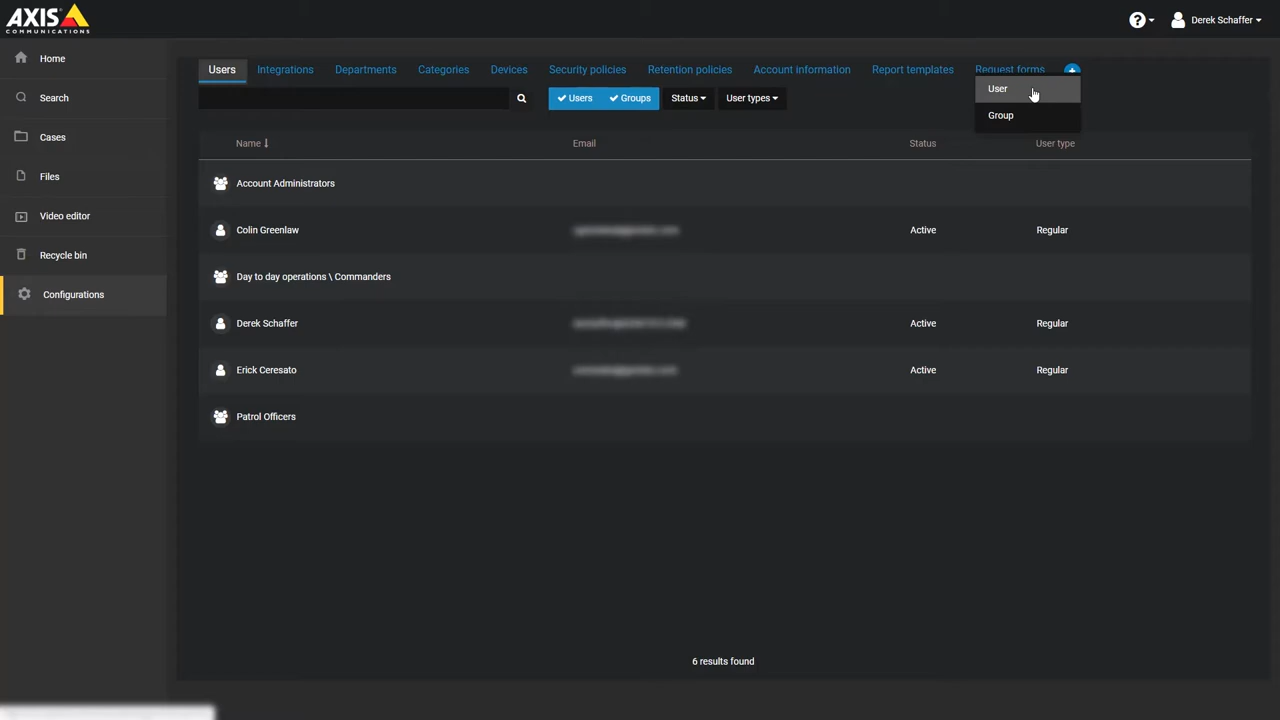 AXIS
COMMUNICATIONS
Derek Schaffer
Home
Search
Cases
Files
Video editor
Recycle bin
Configurations
Users
Integrations
Departments
Categories
Devices
Security policies
Retention policies
Account information
Report templates
Request forms
User
Group
Users
Groups
Status
User types
Name
Email
Status
User type
Account Administrators
Colin Greenlaw
Active
Regular
Day to day operations \ Commanders
Derek Schaffer
Active
Regular
Erick Ceresato
Active
Regular
Patrol Officers
6 results found